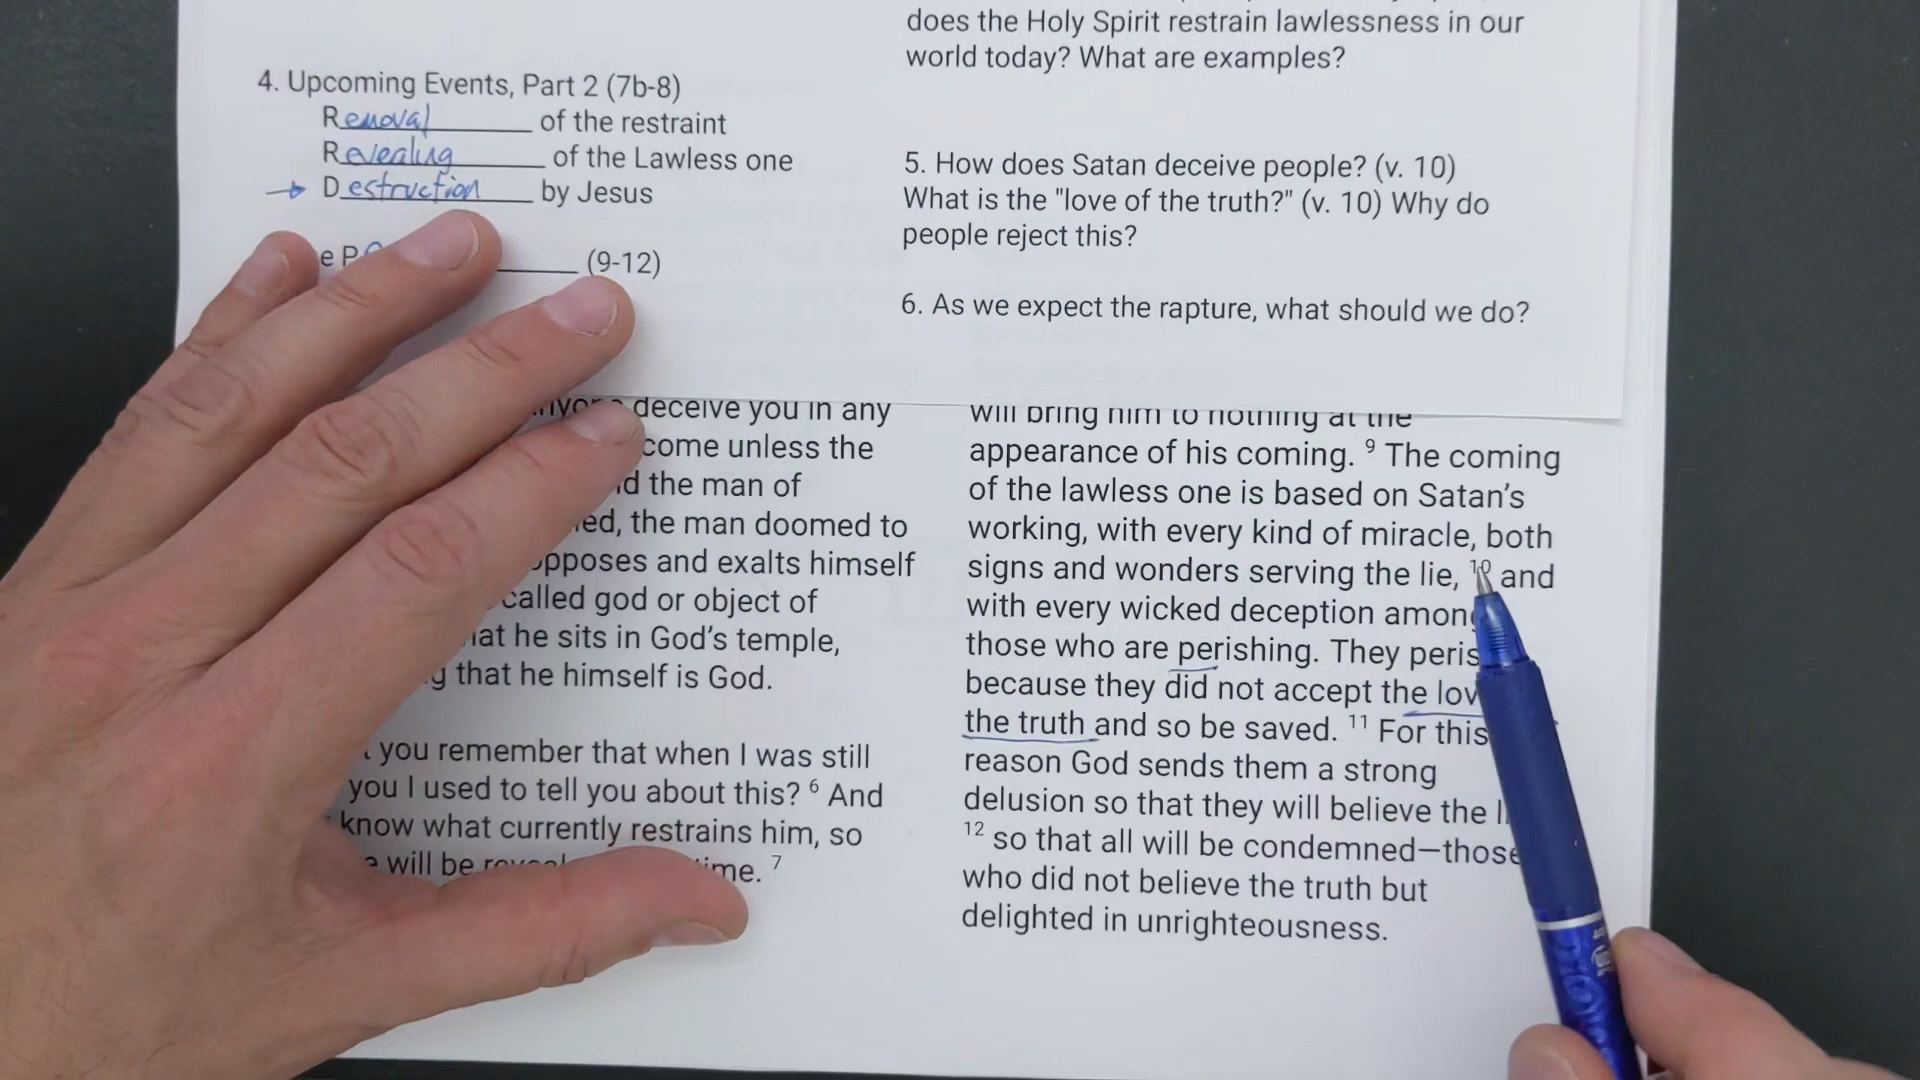 4. Upcoming Events, Part 2 (7b-8)
Removal of the restraint
Revealing of the Lawless one
Destruction by Jesus
(9-12)
does the Holy Spirit restrain lawlessness in our
world today? What are examples?
5. How does Satan deceive people? (v. 10)
What is the "love of the truth?" (v. 10) Why do
people reject this?
6. As we expect the rapture, what should we do?
deceive you in any
come unless the
the man of
the man doomed to
opposes and exalts himself
called god or object of
he sits in God's temple,
that he himself is God.
you remember that when I was still
you I used to tell you about this? 6 And
know what currently restrains him, so
will be
7
will bring him to nothing at the
appearance of his coming. 9 The coming
of the lawless one is based on Satan's
working, with every kind of miracle, both
signs and wonders serving the lie, 10 and
with every wicked deception among
those who are perishing. They
because they did not accept the
the truth and so be saved. 11 For this
reason God sends them a strong
delusion so that they will believe the
12 so that all will be condemned—those
who did not believe the truth but
delighted in unrighteousness.